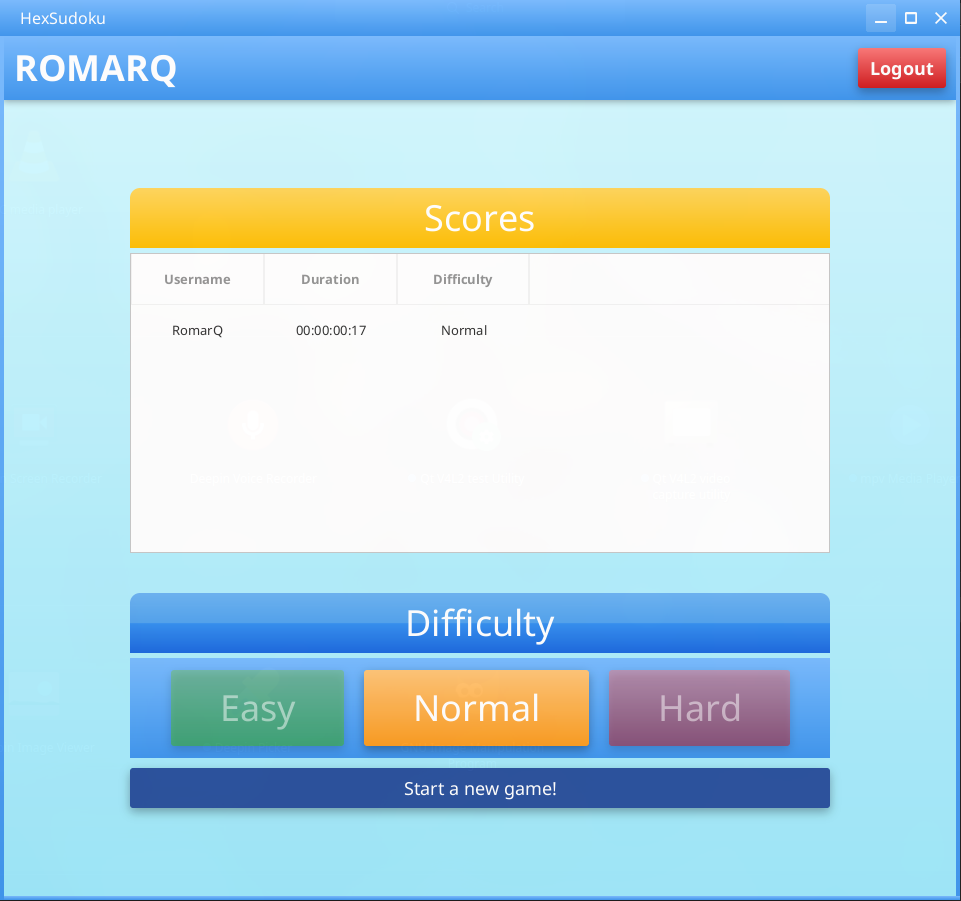 HexSudoku
ROMARQ
Logout
Scores
Username Duration Difficulty
RomarQ 00:00:00:17 Normal
Difficulty
Easy Normal Hard
Start a new game!